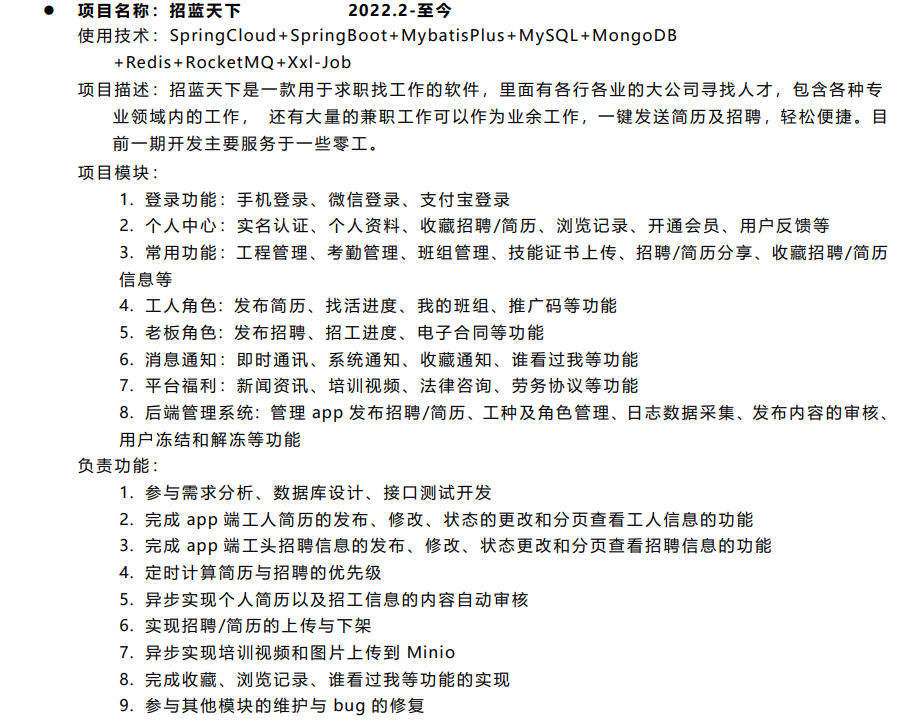 ● 项目名称：招蓝天下 2022.2-至今
使用技术：SpringCloud+SpringBoot+MybatisPlus+MySQL+MongoDB
+Redis+RocketMQ+Xxl-Job
项目描述：招蓝天下是一款用于求职找工作的软件，里面有各行各业的大公司寻找人才，包含各种专
业领域内的工作， 还有大量的兼职工作可以作为业余工作，一键发送简历及招聘，轻松便捷。目
前一期开发主要服务于一些零工。
项目模块：
1. 登录功能：手机登录、微信登录、支付宝登录
2. 个人中心：实名认证、个人资料、收藏招聘/简历、浏览记录、开通会员、用户反馈等
3. 常用功能：工程管理、考勤管理、班组管理、技能证书上传、招聘/简历分享、收藏招聘/简历
信息等
4. 工人角色：发布简历、找活进度、我的班组、推广码等功能
5. 老板角色：发布招聘、招工进度、电子合同等功能
6. 消息通知：即时通讯、系统通知、收藏通知、谁看过我等功能
7. 平台福利：新闻资讯、培训视频、法律咨询、劳务协议等功能
8. 后端管理系统：管理 app 发布招聘/简历、工种及角色管理、日志数据采集、发布内容的审核、
用户冻结和解冻等功能
负责功能：
1. 参与需求分析、数据库设计、接口测试开发
2. 完成 app 端工人简历的发布、修改、状态的更改和分页查看工人信息的功能
3. 完成 app 端工头招聘信息的发布、修改、状态更改和分页查看招聘信息的功能
4. 定时计算简历与招聘的优先级
5. 异步实现个人简历以及招工信息的内容自动审核
6. 实现招聘/简历的上传与下架
7. 异步实现培训视频和图片上传到 Minio
8. 完成收藏、浏览记录、谁看过我等功能的实现
9. 参与其他模块的维护与 bug 的修复